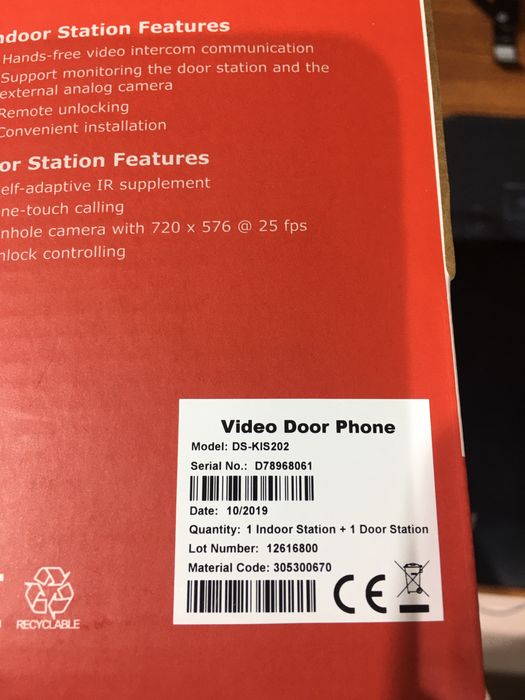 ndoor Station Features
Hands-free video intercom communication
Support monitoring the door station and the
external analog camera
Remote unlocking
Convenient installation
or Station Features
elf-adaptive IR supplement
ne-touch calling
nhole camera with 720 x 576 @ 25 fps
nlock controlling
Video Door Phone
Model: DS-KIS202
Serial No.: D78968061
Date: 10/2019
Quantity: 1 Indoor Station + 1 Door Station
Lot Number: 12616800
Material Code: 305300670
CE
RECYCLABLE